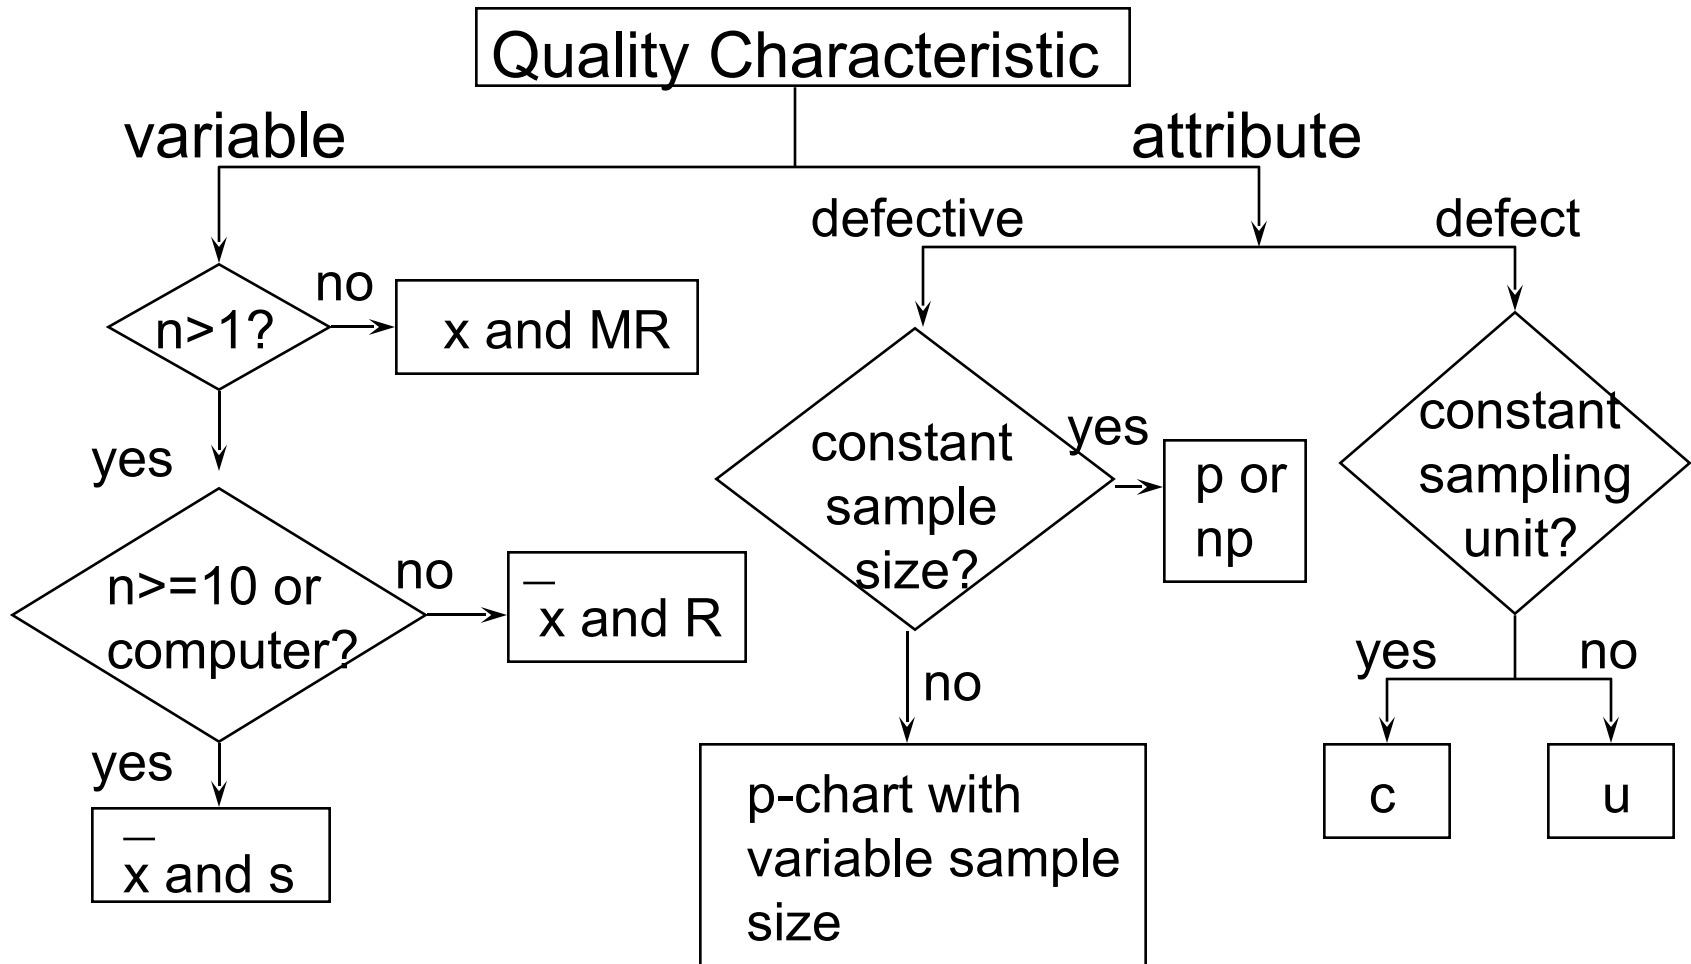 Quality Characteristic
variable
attribute
defective
defect
n>1?
no
x and MR
yes
n>=10 or
computer?
no
x̅ and R
yes
x̅ and s
constant
sample
size?
yes
p or
np
no
p-chart with
variable sample
size
constant
sampling
unit?
yes
no
c
u